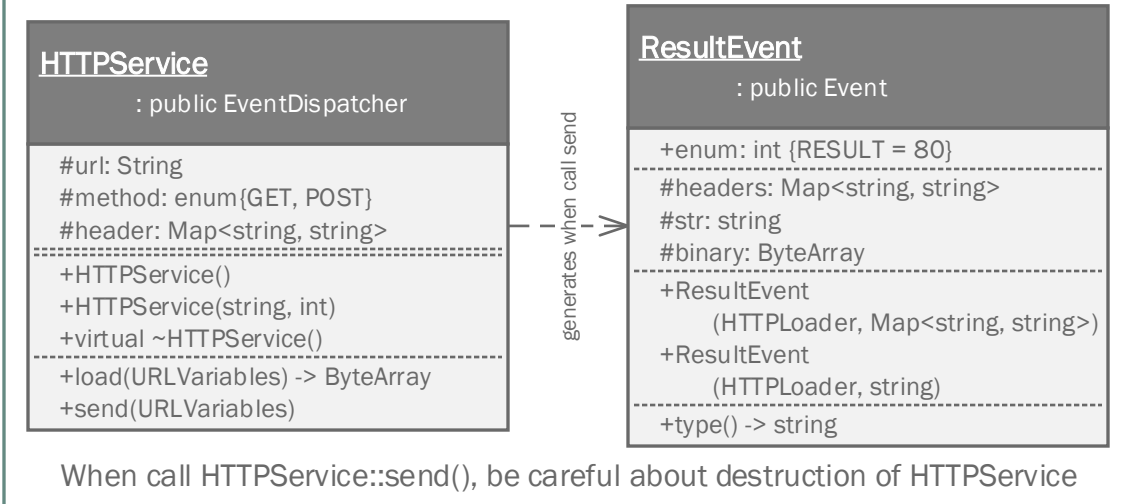 HTTPService
: public EventDispatcher
#url: String
#method: enum{GET, POST}
#header: Map<string, string>
+HTTPService()
+HTTPService(string, int)
+virtual ~HTTPService()
+load(URLVariables) -> ByteArray
+send(URLVariables)
generates when call send
ResultEvent
: public Event
+enum: int {RESULT = 80}
#headers: Map<string, string>
#str: string
#binary: ByteArray
+ResultEvent
(HTTPLoader, Map<string, string>)
+ResultEvent
(HTTPLoader, string)
+type() -> string
When call HTTPService::send(), be careful about destruction of HTTPService